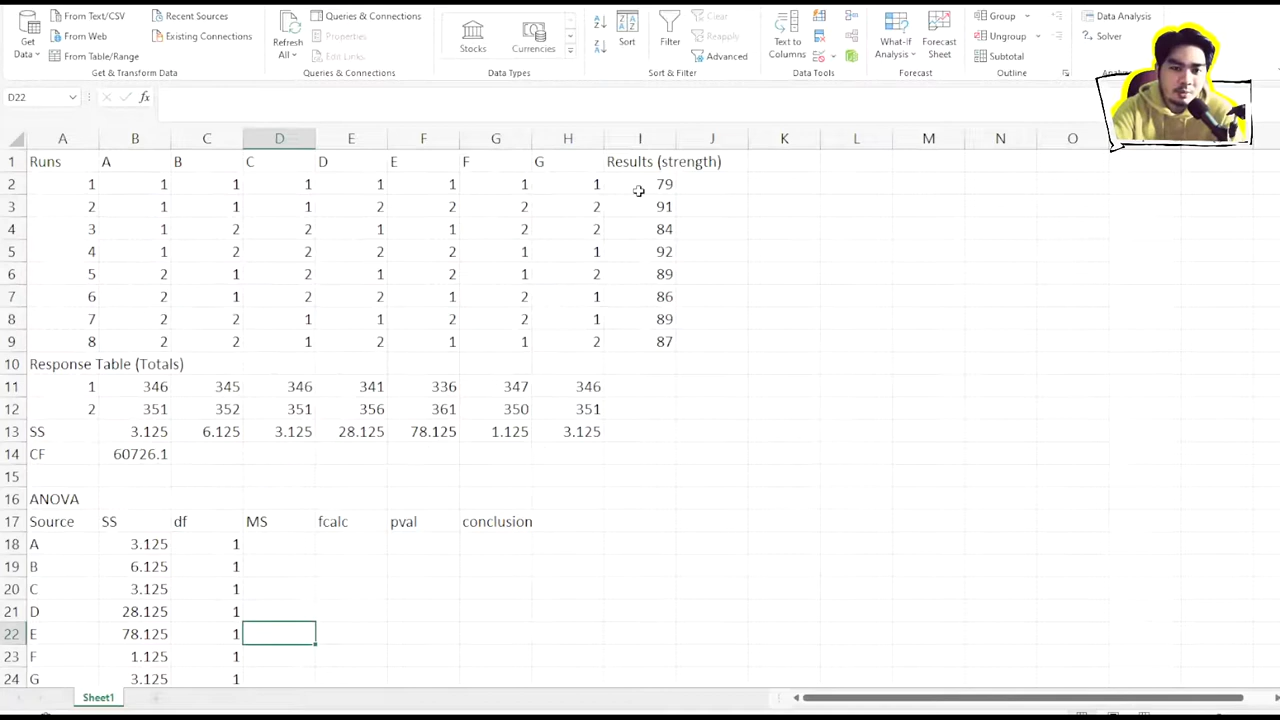 From Text/CSV Recent Sources Queries & Connections Clear Group Data Analysis
From Web Existing Connections Properties Reapply Ungroup Solver
Get Data From Table/Range Refresh All Edit Links Stocks Currencies Sort Filter Advanced Text to Columns What-If Analysis Forecast Sheet Subtotal
Get & Transform Data Queries & Connections Data Types Sort & Filter Data Tools Forecast Outline
D22 fx
A B C D E F G H I J K L M N O
1 Runs A B C D E F G Results (strength)
2 1 1 1 1 1 1 1 1 79
3 2 1 1 1 2 2 2 2 91
4 3 1 2 2 1 1 2 2 84
5 4 1 2 2 2 2 1 1 92
6 5 2 1 2 1 2 1 2 89
7 6 2 1 2 2 1 2 1 86
8 7 2 2 1 1 2 2 1 89
9 8 2 2 1 2 1 1 2 87
10 Response Table (Totals)
11 1 346 345 346 341 336 347 346
12 2 351 352 351 356 361 350 351
13 SS 3.125 6.125 3.125 28.125 78.125 1.125 3.125
14 CF 60726.1
15
16 ANOVA
17 Source SS df MS fcalc pval conclusion
18 A 3.125 1
19 B 6.125 1
20 C 3.125 1
21 D 28.125 1
22 E 78.125 1
23 F 1.125 1
24 G 3.125 1
Sheet1